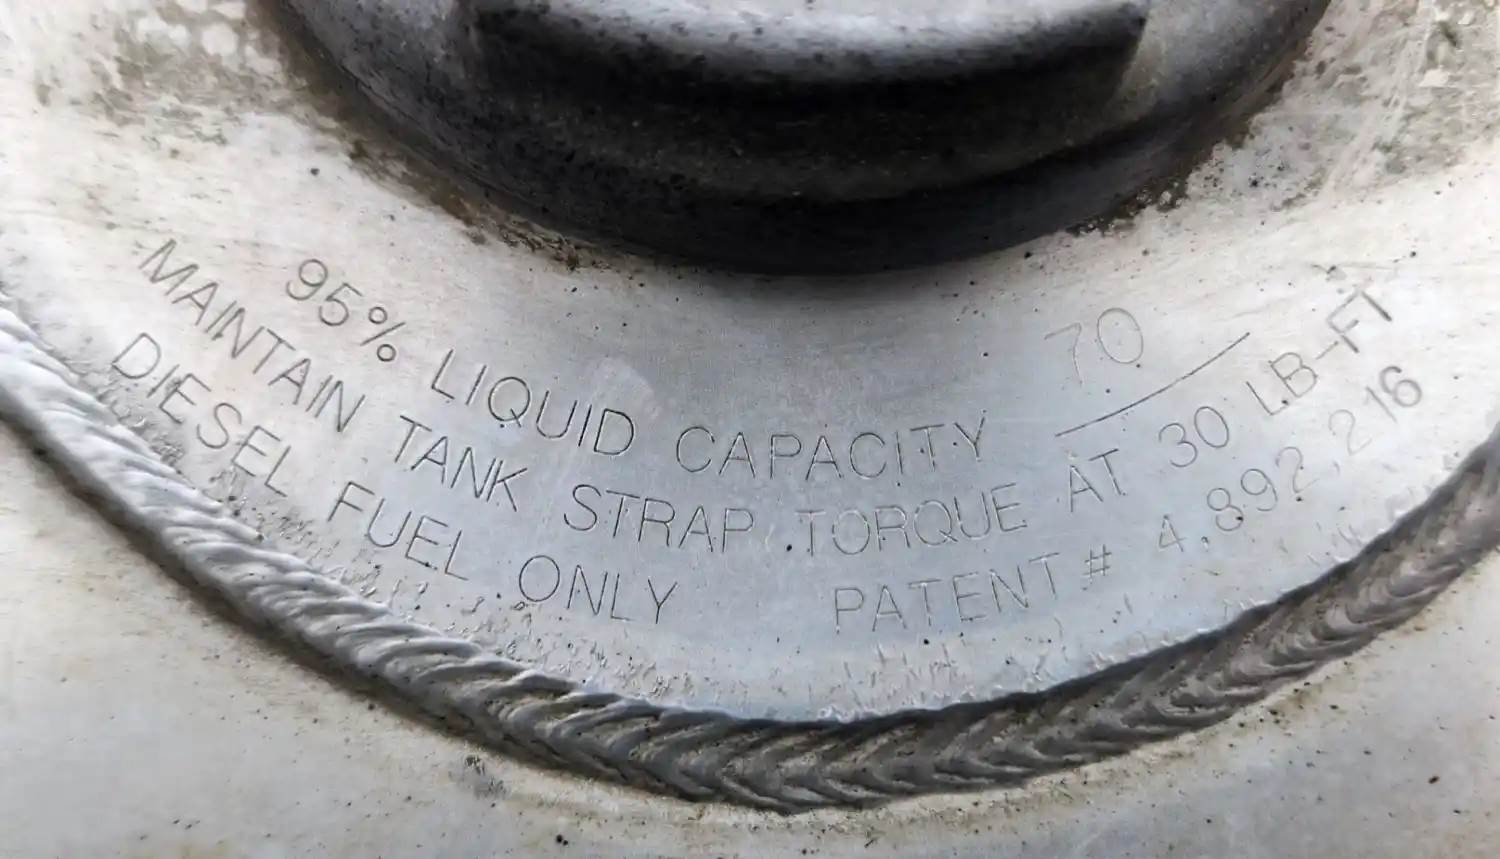 95% LIQUID CAPACITY 70
MAINTAIN TANK STRAP TORQUE AT 30 LB-FT
DIESEL FUEL ONLY PATENT# 4,892,216